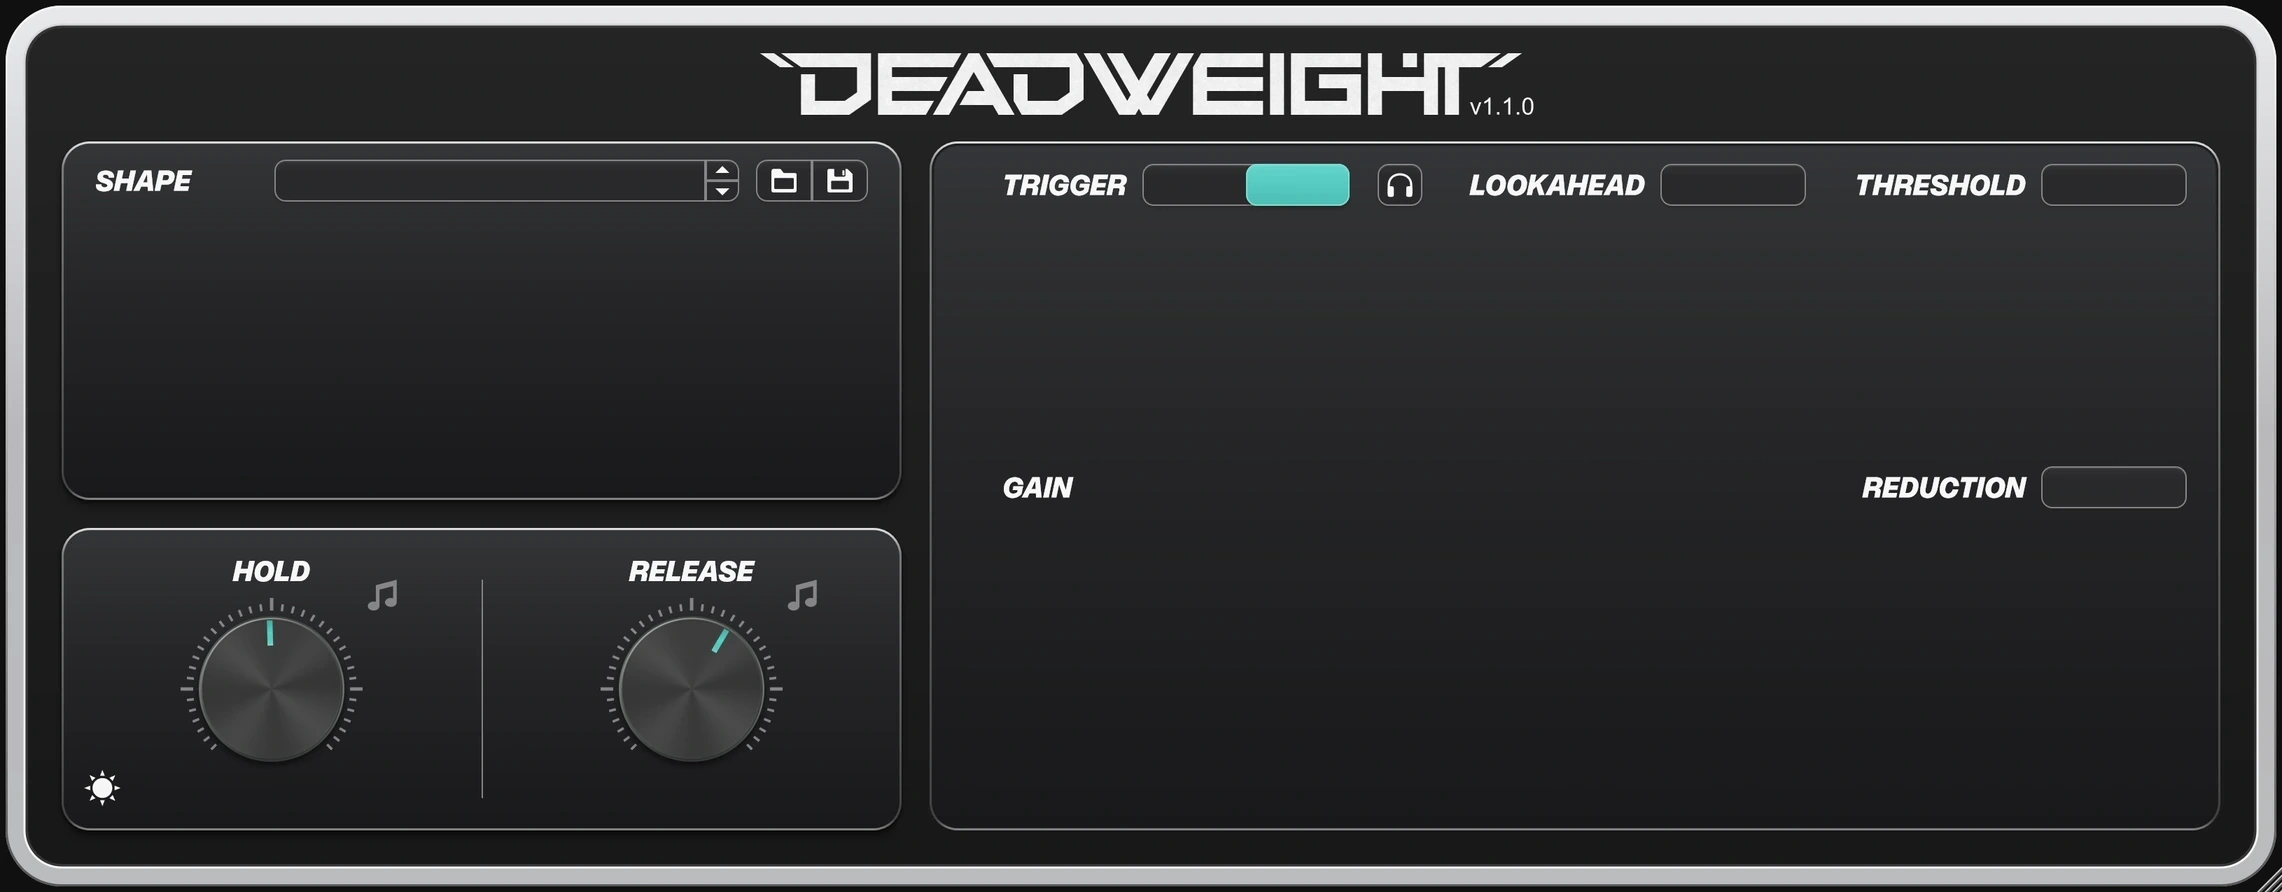 DEADWEIGHT
v1.1.0
SHAPE
TRIGGER
LOOKAHEAD
THRESHOLD
GAIN
REDUCTION
HOLD
RELEASE